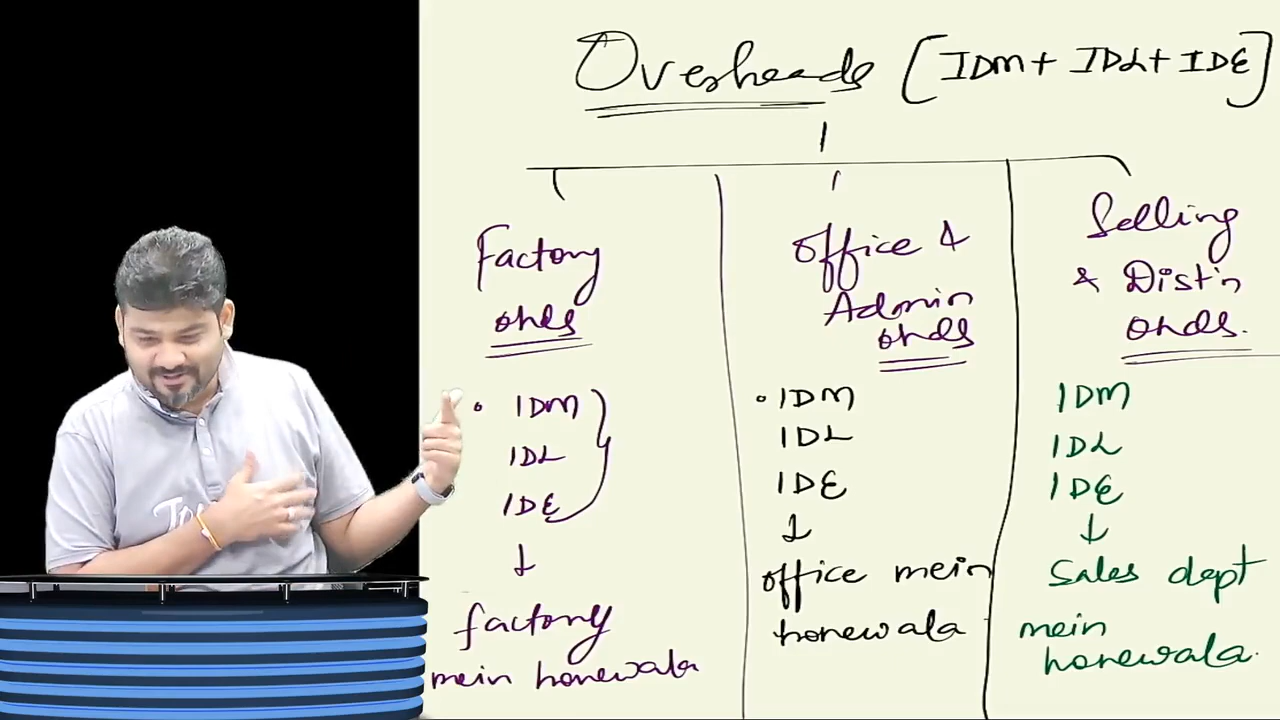 Overheads [IDM + IDL + IDE]
Factory
ohds
• IDM
IDL
IDE
↓
factory
mein honewala
Office &
Admin
ohds
• IDM
IDL
IDE
↓
office mein
honewala
Selling
& Dist'n
ohds.
IDM
IDL
IDE
↓
Sales dept
mein
honewala.